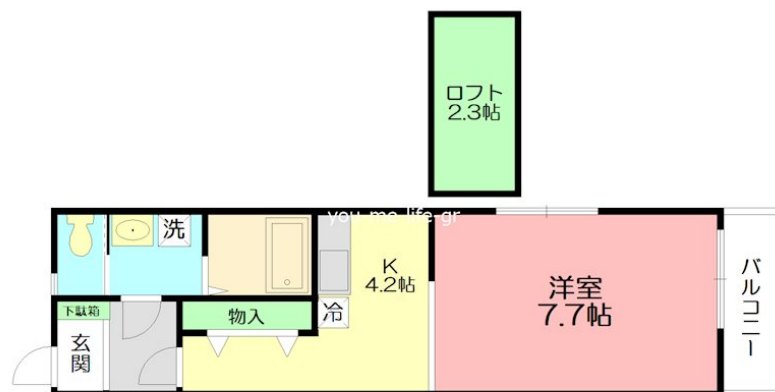 ロフト
2.3帖
you-me-life-gr
洗
K
4.2帖
洋室
7.7帖
バルコニー
下駄箱
物入
冷
玄関